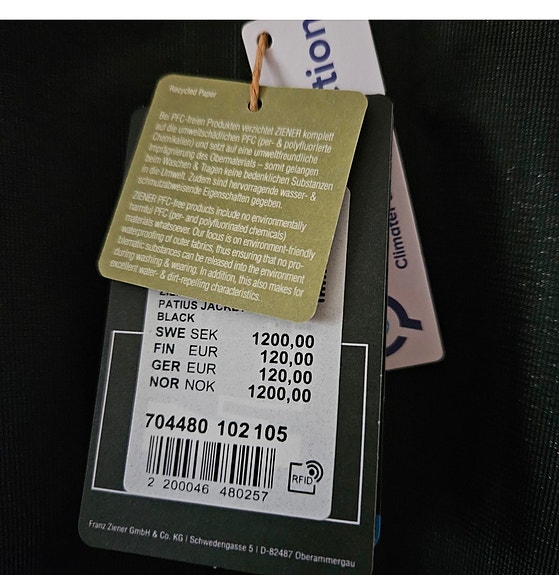 tion
Recycled Paper
Bei PFC-freien Produkten verzichtet ZIENER komplett
auf die umweltschädlichen PFC (per- & polyfluorierte
Chemikalien) und setzt auf eine umweltfreundliche
Imprägnierung des Obermaterials – somit gelangen
beim Waschen & Tragen keine bedenklichen Substanzen
in die Umwelt. Zudem sind hervorragende wasser- &
schmutzabweisende Eigenschaften gegeben.
ZIENER PFC-free products include no environmentally
harmful PFC (per- and polyfluorinated chemicals)
materials whatsoever. Our focus is on environment-friendly
waterproofing of outer fabrics, thus ensuring that no pro-
blematic substances can be released into the environment
during washing & wearing. In addition, this also makes for
excellent water- & dirt-repelling characteristics.
Climate
PATIUS JACKET
BLACK
SWE SEK 1200,00
FIN EUR 120,00
GER EUR 120,00
NOR NOK 1200,00
704480 102105
2 200046 480257
RFID
Franz Ziener GmbH & Co. KG | Schwedengasse 5 | D-82487 Oberammergau